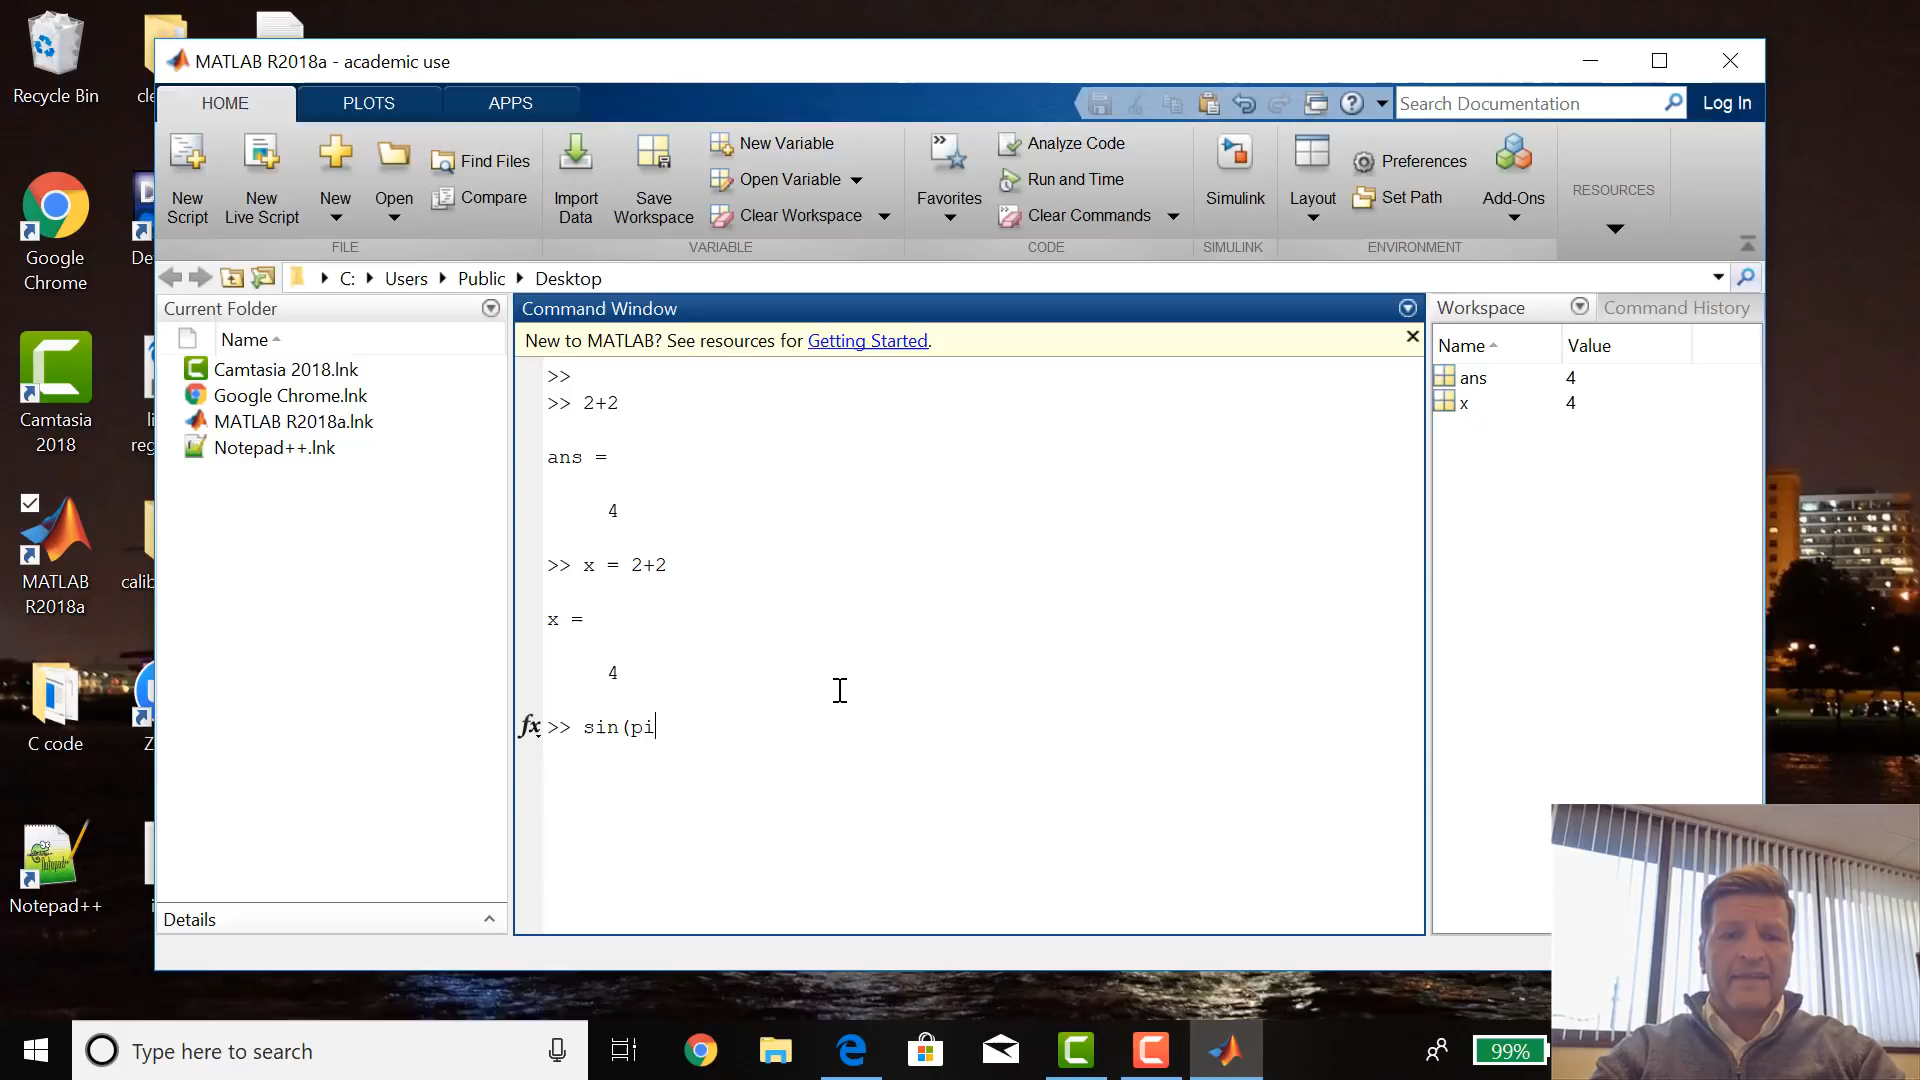 Recycle Bin
cle
MATLAB R2018a - academic use
HOME
PLOTS
APPS
Search Documentation
Log In
New Script
New Live Script
New
Open
Find Files
Compare
Import Data
Save Workspace
New Variable
Open Variable
Clear Workspace
Favorites
Analyze Code
Run and Time
Clear Commands
Simulink
Layout
Preferences
Set Path
Add-Ons
RESOURCES
FILE
VARIABLE
CODE
SIMULINK
ENVIRONMENT
C:
Users
Public
Desktop
Google Chrome
De
Camtasia 2018
li
reg
MATLAB R2018a
calib
C code
Z
Notepad++
i
Current Folder
Name
Camtasia 2018.lnk
Google Chrome.lnk
MATLAB R2018a.lnk
Notepad++.lnk
Details
Command Window
New to MATLAB? See resources for Getting Started.
>>
>> 2+2
ans =
4
>> x = 2+2
x =
4
fx >> sin(pi
Workspace
Command History
Name
Value
ans 4
x 4
Type here to search
99%